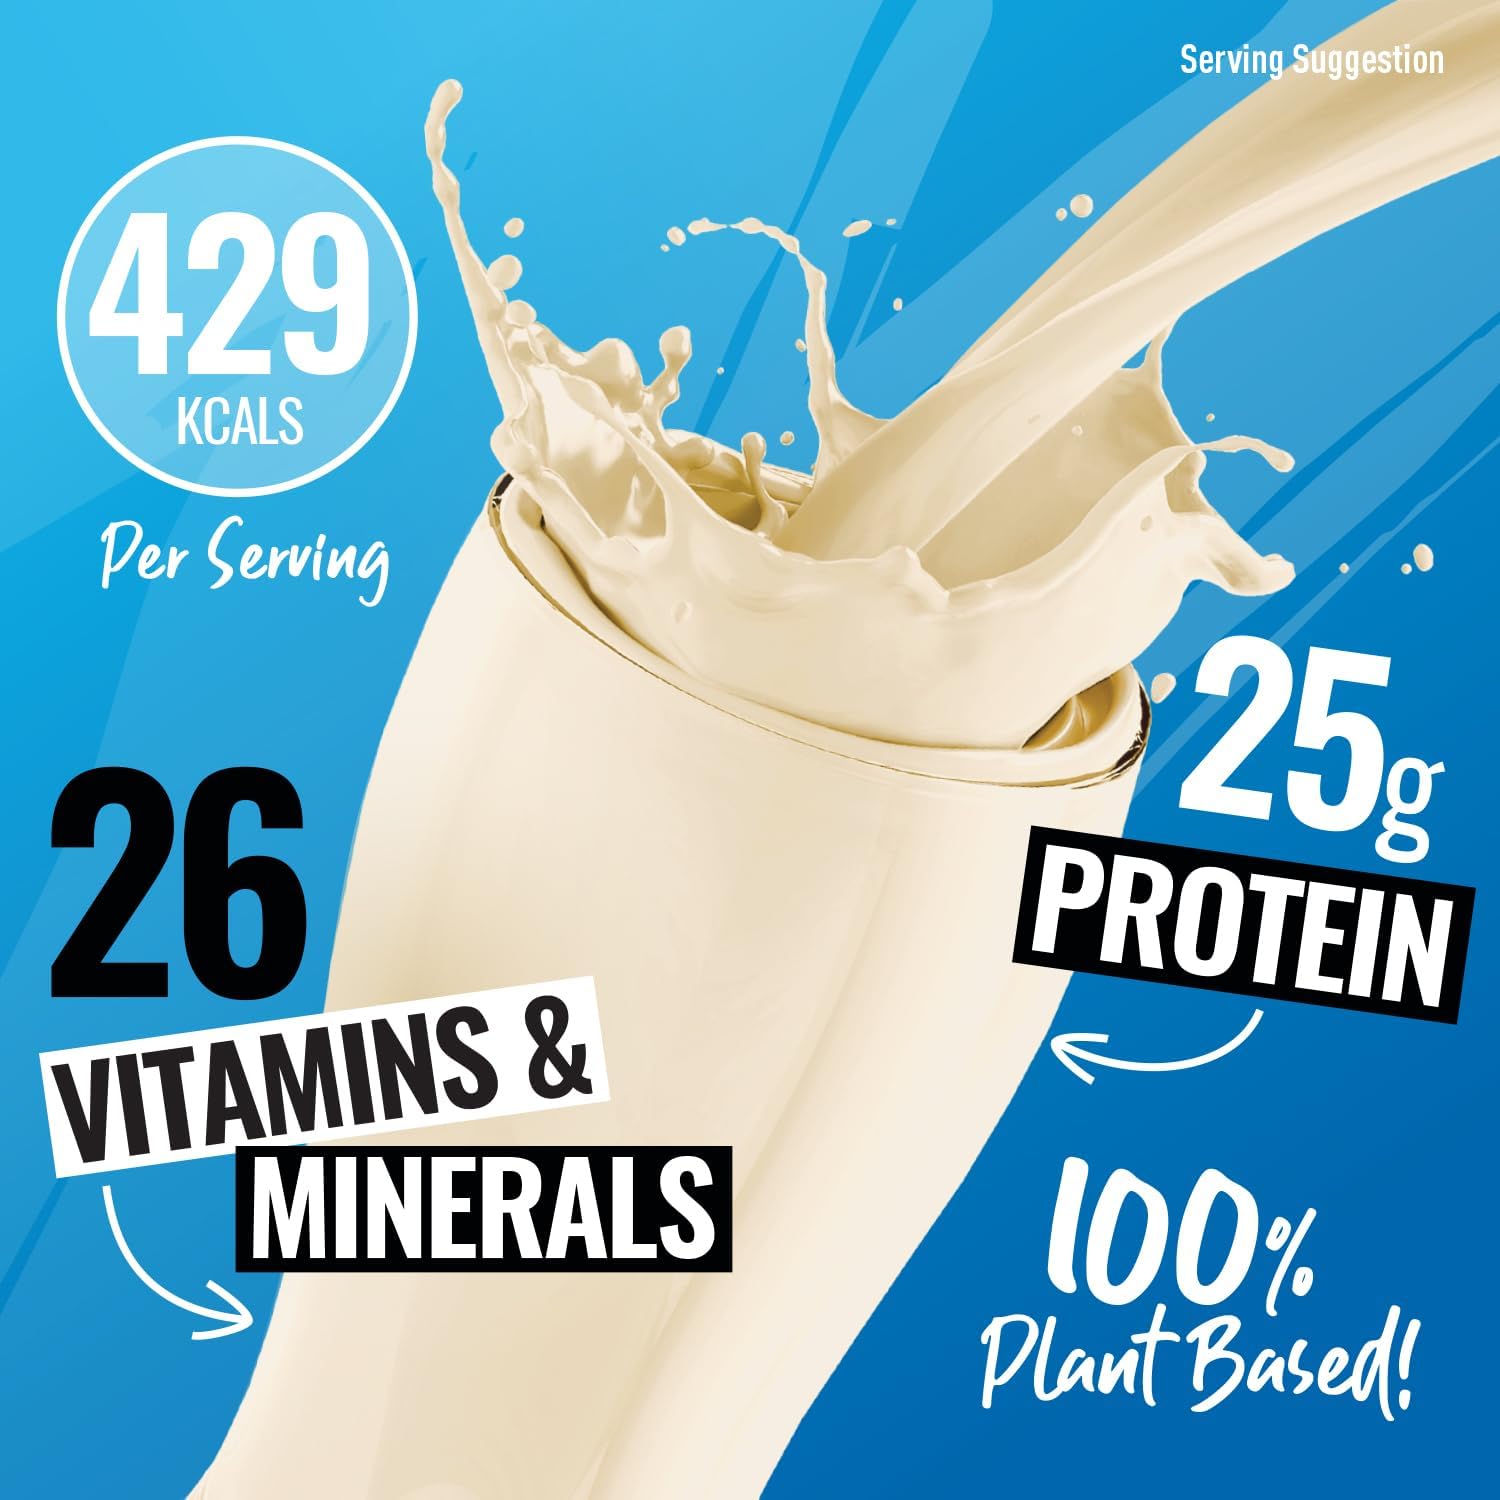 Serving Suggestion
429
KCALS
Per Serving
25g
PROTEIN
26
VITAMINS &
MINERALS
100%
Plant Based!